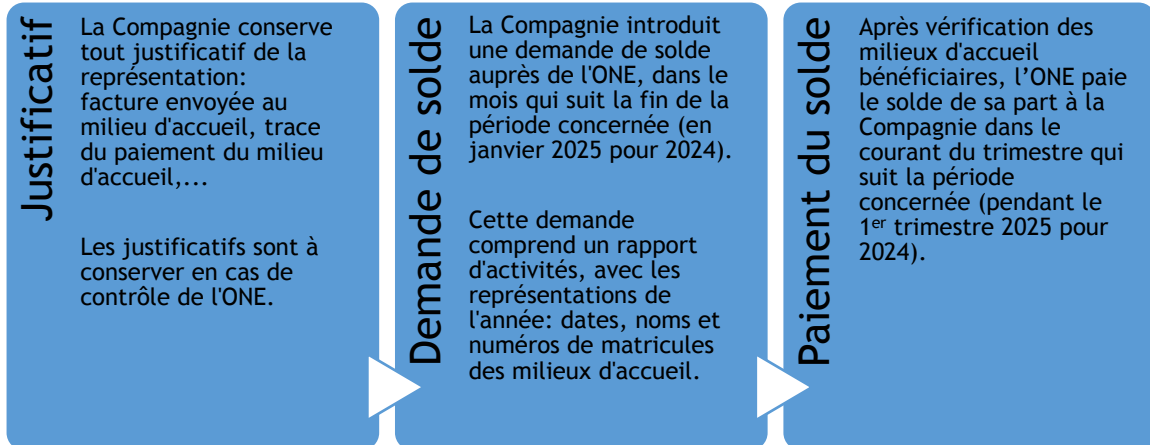 Justificatif
La Compagnie conserve
tout justificatif de la
représentation:
facture envoyée au
milieu d'accueil, trace
du paiement du milieu
d'accueil,...
Les justificatifs sont à
conserver en cas de
contrôle de l'ONE.
Demande de solde
La Compagnie introduit
une demande de solde
auprès de l'ONE, dans le
mois qui suit la fin de la
période concernée (en
janvier 2025 pour 2024).
Cette demande
comprend un rapport
d'activités, avec les
représentations de
l'année: dates, noms et
numéros de matricules
des milieux d'accueil.
Paiement du solde
Après vérification des
milieux d'accueil
bénéficiaires, l’ONE paie
le solde de sa part à la
Compagnie dans le
courant du trimestre qui
suit la période
concernée (pendant le
1er trimestre 2025 pour
2024).